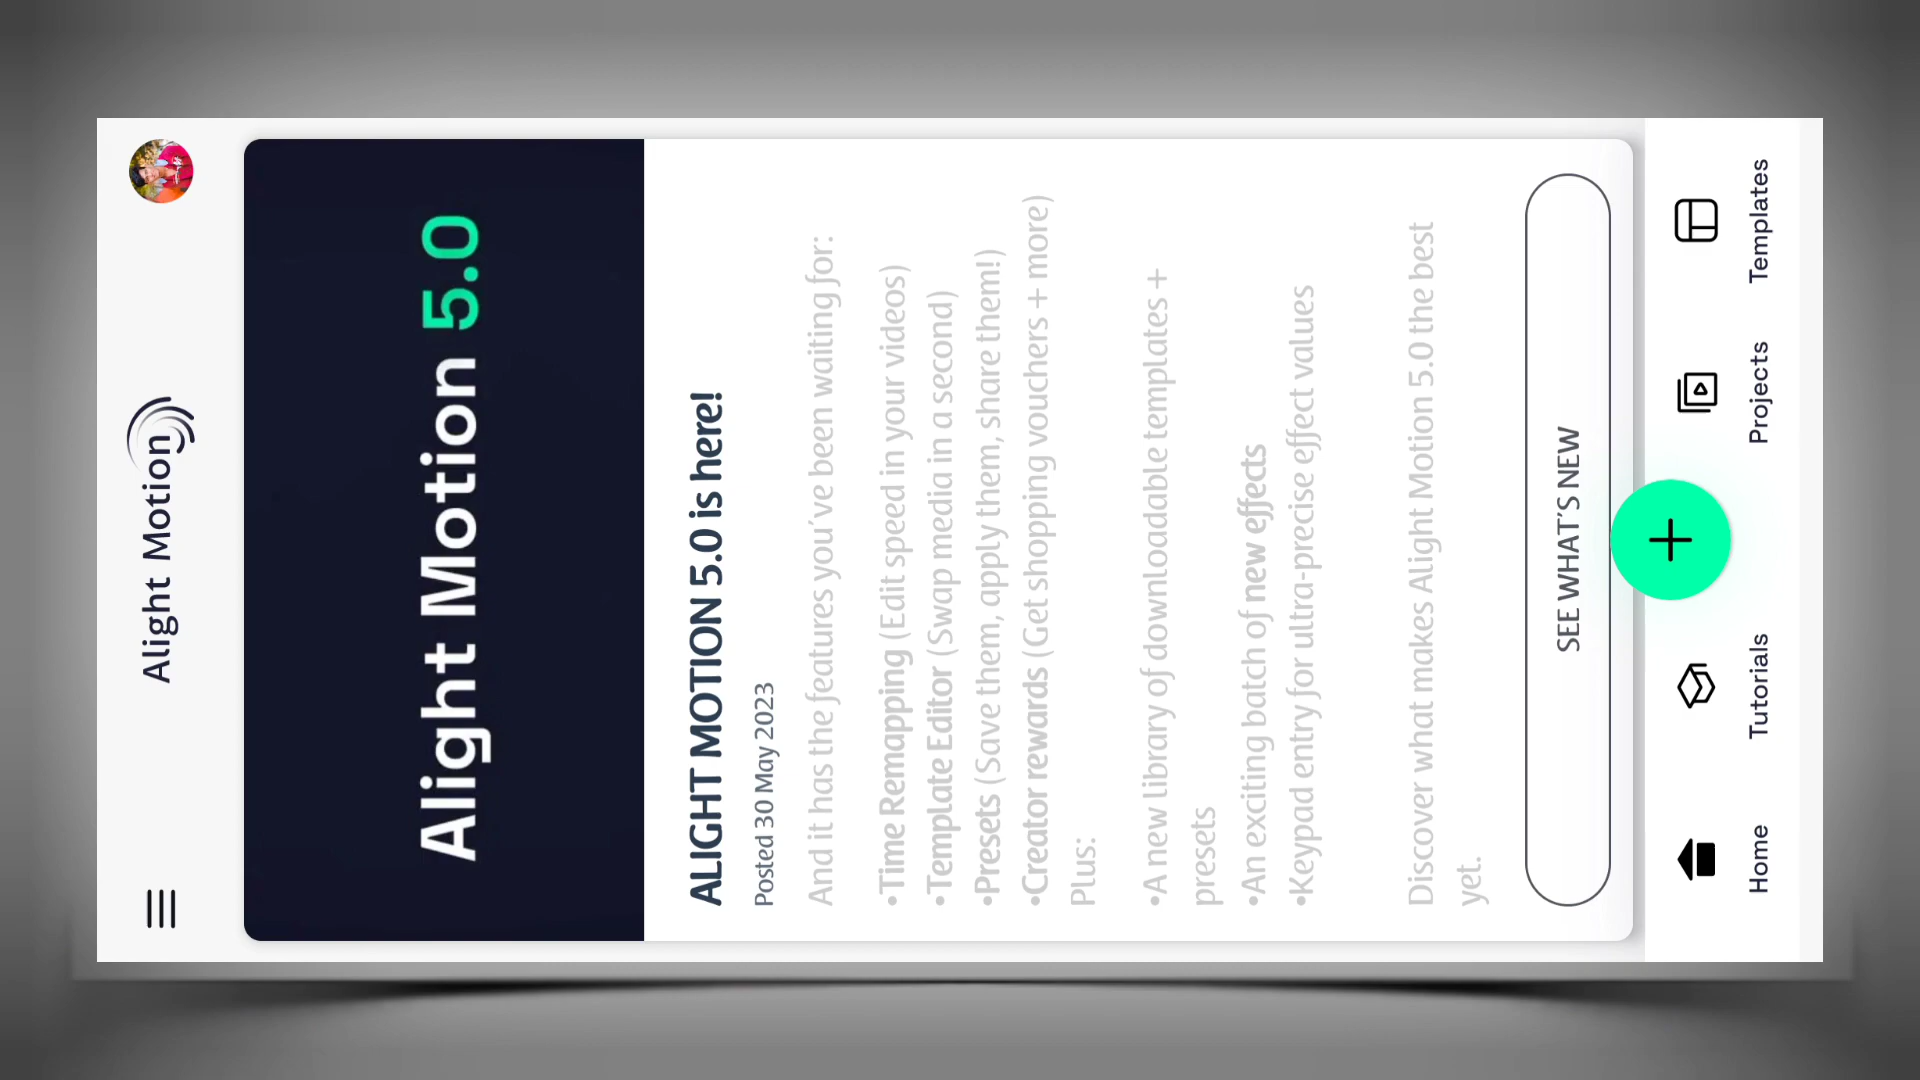 Alight Motion
Alight Motion 5.0
ALIGHT MOTION 5.0 is here!
Posted 30 May 2023
And it has the features you've been waiting for:
•Time Remapping (Edit speed in your videos)
•Template Editor (Swap media in a second)
•Presets (Save them, apply them, share them!)
•Creator rewards (Get shopping vouchers + more)
Plus:
•A new library of downloadable templates +
presets
•An exciting batch of new effects
•Keypad entry for ultra-precise effect values
Discover what makes Alight Motion 5.0 the best
yet.
SEE WHAT'S NEW
Home
Tutorials
Projects
Templates